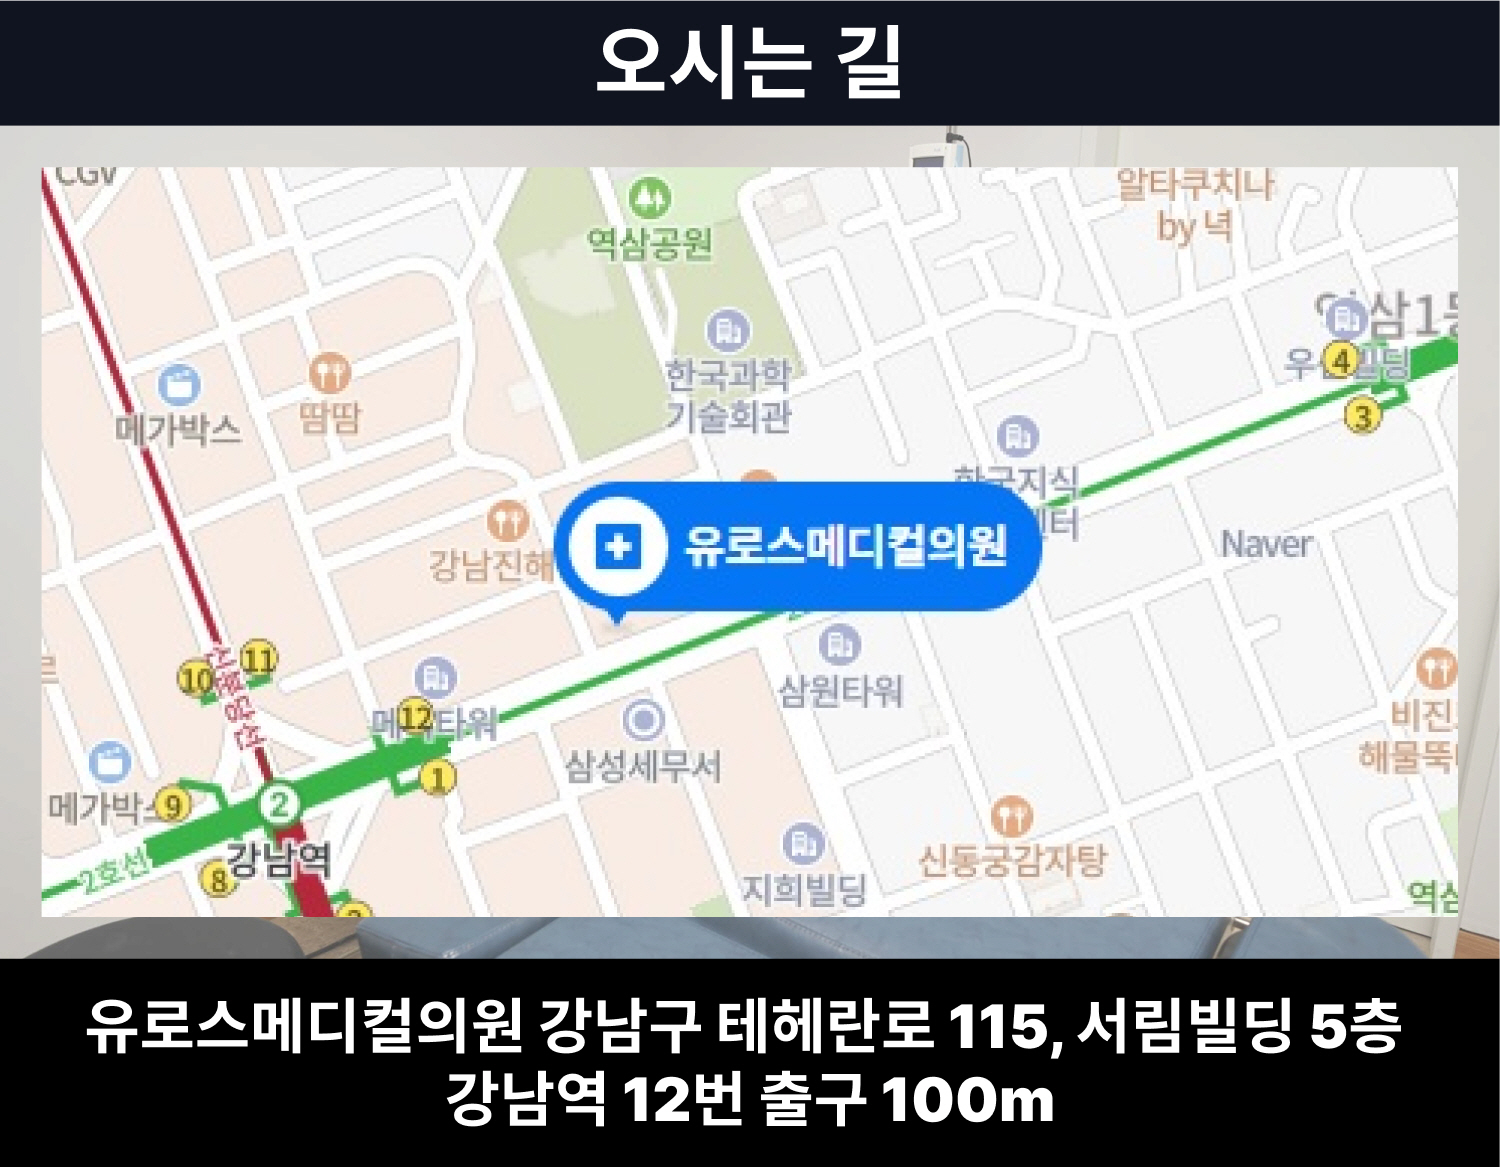 오시는 길
CGV
역삼공원
알타쿠치나
by 녁
한국과학
기술회관
삼1동
4
3
메가박스
땀땀
한국지식
센터
강남진해
유로스메디컬의원
Naver
10
11
신분당선
12
메리츠타워
1
삼원타워
삼성세무서
비진
해물뚝
메가박스
9
2
2호선
8
강남역
지희빌딩
신동궁감자탕
역삼
유로스메디컬의원 강남구 테헤란로 115, 서림빌딩 5층
강남역 12번 출구 100m